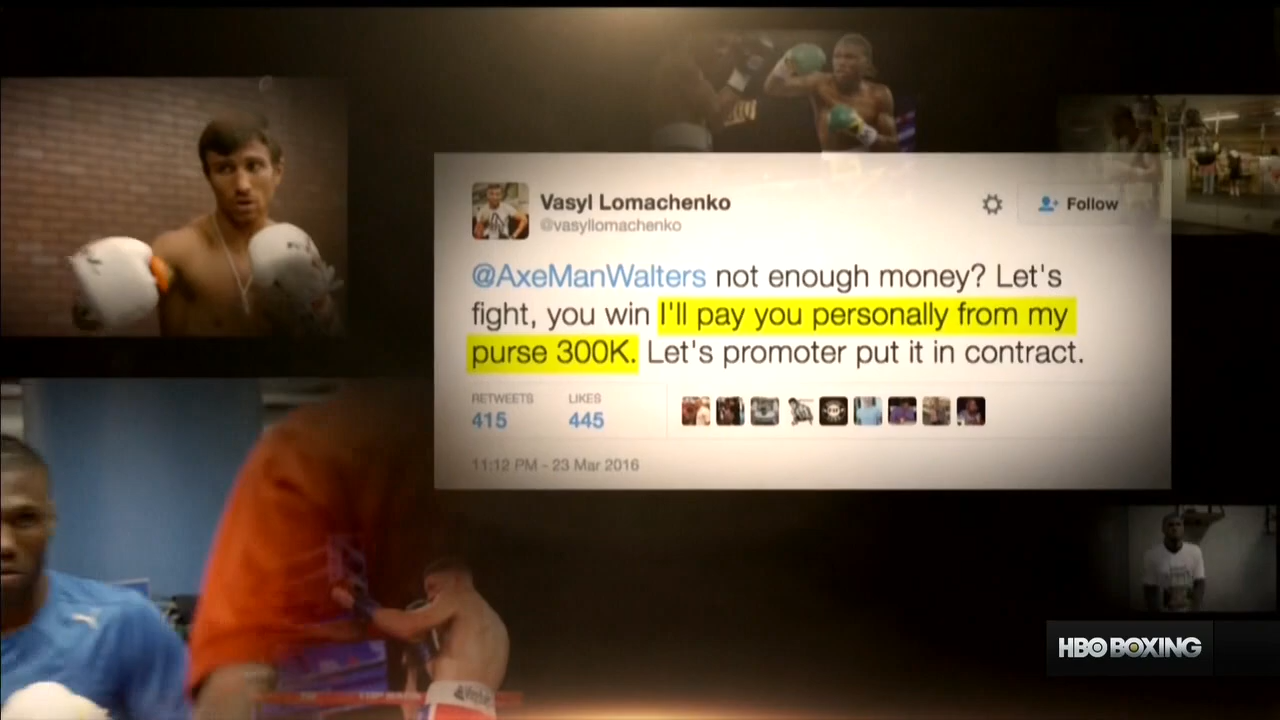 Vasyl Lomachenko
@vasyllomachenko
Follow
@AxeManWalters not enough money? Let's
fight, you win I'll pay you personally from my
purse 300K. Let's promoter put it in contract.
RETWEETS LIKES
415 445
11:12 PM - 23 Mar 2016
HBO BOXING